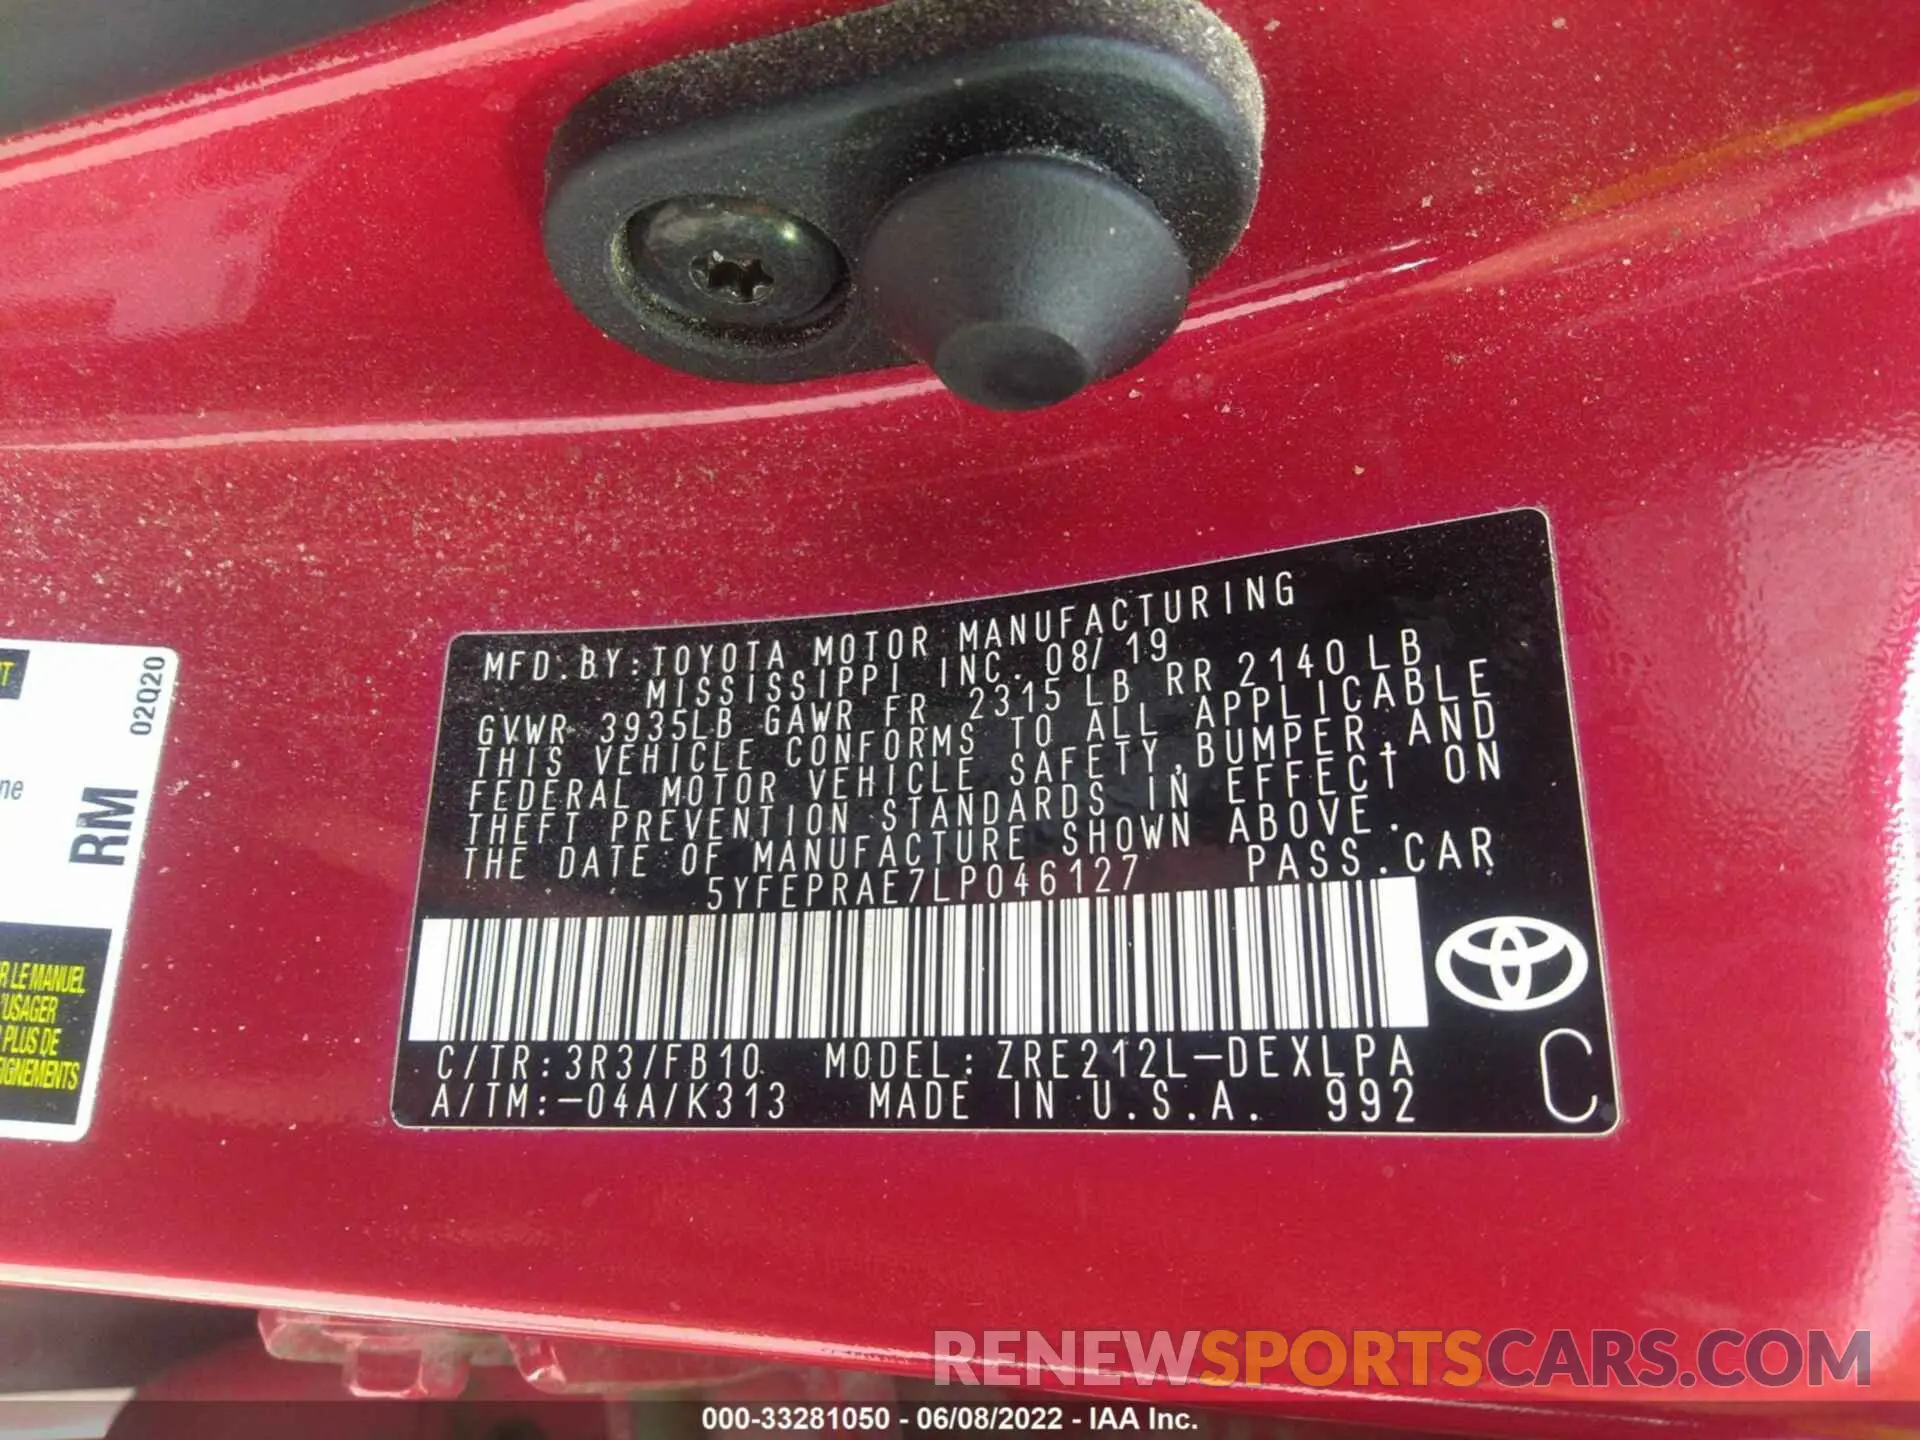 MFD.BY:TOYOTA MOTOR MANUFACTURING
MISSISSIPPI INC. 08/19
GVWR 3935LB GAWR FR 2315 LB RR 2140 LB
THIS VEHICLE CONFORMS TO ALL APPLICABLE
FEDERAL MOTOR VEHICLE SAFETY,BUMPER,AND
THEFT PREVENTION STANDARDS IN EFFECT ON
THE DATE OF MANUFACTURE SHOWN ABOVE.
5YFEPRAE7LP046127 PASS.CAR
C/TR:3R3/FB10 MODEL:ZRE212L-DEXLPA
A/TM:-04A/K313 MADE IN U.S.A. 992
C
02Q20
RM
ne
R LE MANUEL
'USAGER
PLUS DE
IGNEMENTS
RENEWSPORTSCARS.COM
000-33281050 - 06/08/2022 - IAA Inc.